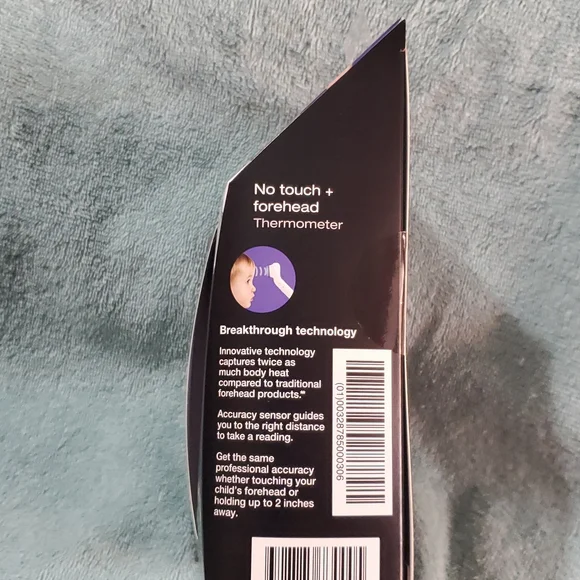 No touch +
forehead
Thermometer
Breakthrough technology
Innovative technology
captures twice as
much body heat
compared to traditional
forehead products.**
Accuracy sensor guides
you to the right distance
to take a reading.
Get the same
professional accuracy
whether touching your
child's forehead or
holding up to 2 inches
away.
(01)00328785000306